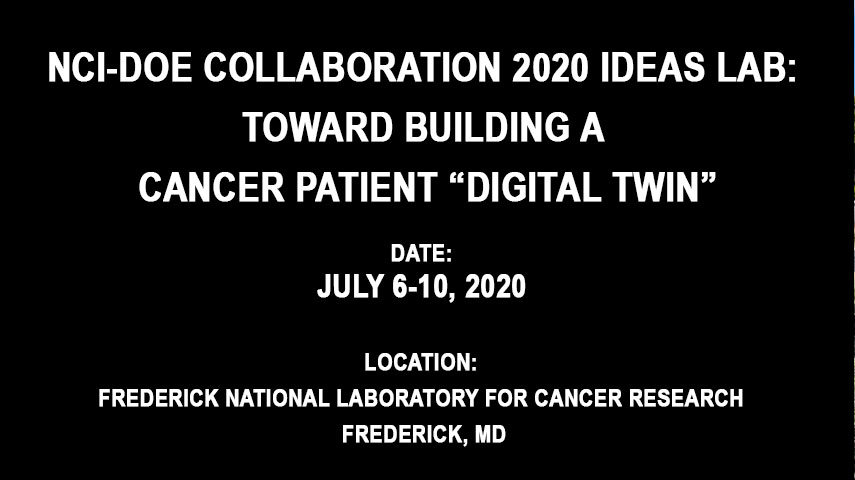 NCI-DOE COLLABORATION 2020 IDEAS LAB:
TOWARD BUILDING A
CANCER PATIENT “DIGITAL TWIN”
DATE:
JULY 6-10, 2020
LOCATION:
FREDERICK NATIONAL LABORATORY FOR CANCER RESEARCH
FREDERICK, MD